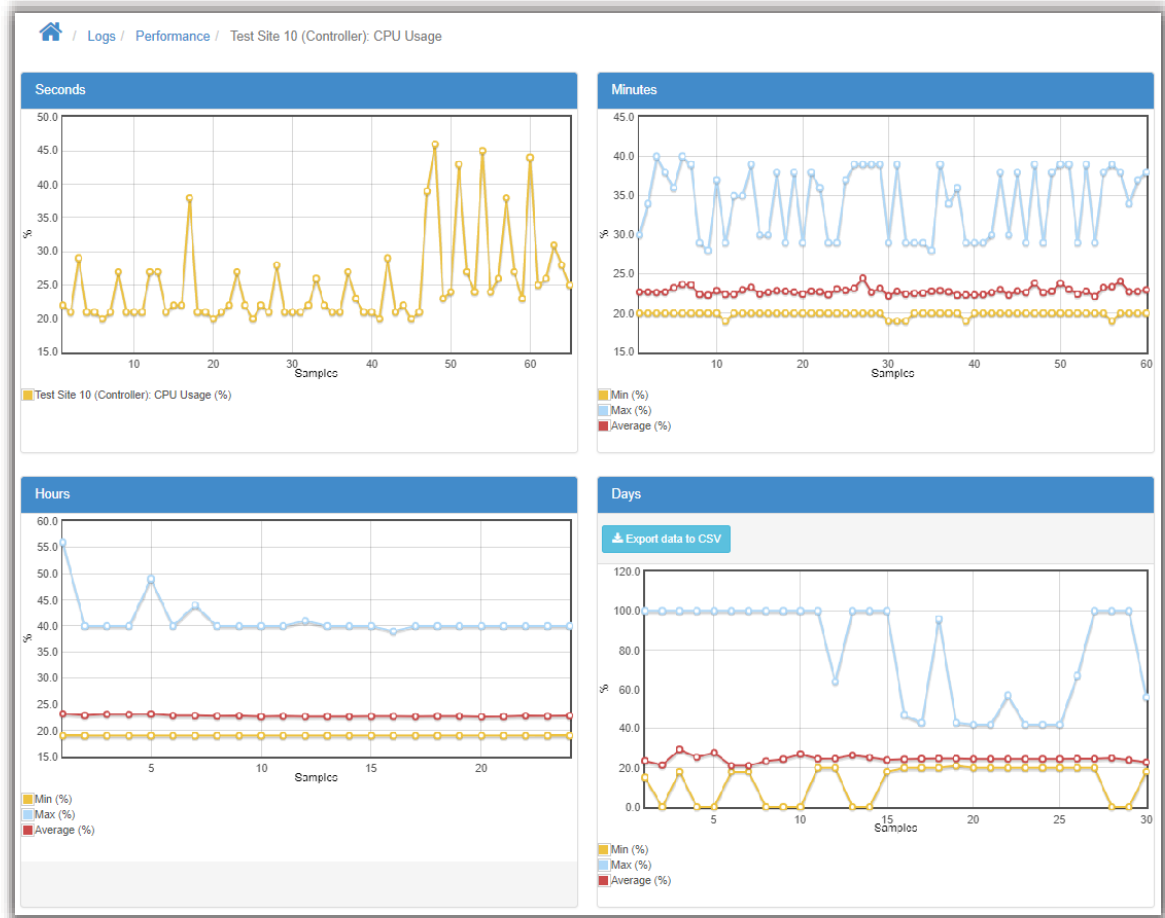 / Logs / Performance / Test Site 10 (Controller): CPU Usage
Seconds
50.0
45.0
40.0
35.0
%
30.0
25.0
20.0
15.0
10 20 30 40 50 60
Samples
Test Site 10 (Controller): CPU Usage (%)
Minutes
45.0
40.0
35.0
%
30.0
25.0
20.0
15.0
10 20 30 40 50 60
Samples
Min (%)
Max (%)
Average (%)
Hours
60.0
55.0
50.0
45.0
40.0
%
35.0
30.0
25.0
20.0
15.0
5 10 15 20
Samples
Min (%)
Max (%)
Average (%)
Days
Export data to CSV
120.0
100.0
80.0
%
60.0
40.0
20.0
0.0
5 10 15 20 25 30
Samples
Min (%)
Max (%)
Average (%)